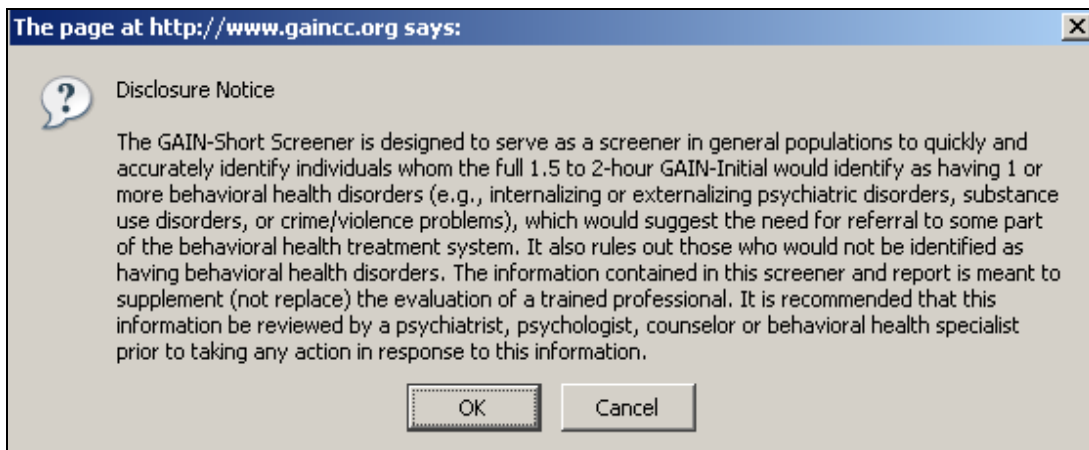 The page at http://www.gaincc.org says:
Disclosure Notice
The GAIN-Short Screener is designed to serve as a screener in general populations to quickly and
accurately identify individuals whom the full 1.5 to 2-hour GAIN-Initial would identify as having 1 or
more behavioral health disorders (e.g., internalizing or externalizing psychiatric disorders, substance
use disorders, or crime/violence problems), which would suggest the need for referral to some part
of the behavioral health treatment system. It also rules out those who would not be identified as
having behavioral health disorders. The information contained in this screener and report is meant to
supplement (not replace) the evaluation of a trained professional. It is recommended that this
information be reviewed by a psychiatrist, psychologist, counselor or behavioral health specialist
prior to taking any action in response to this information.
OK
Cancel